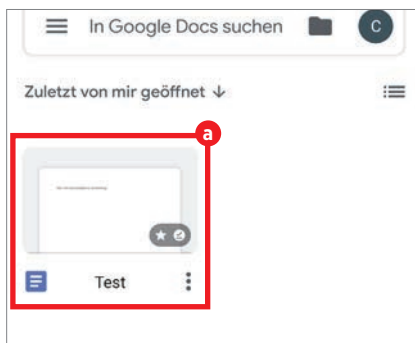 In Google Docs suchen
C
Zuletzt von mir geöffnet ↓
a
Test